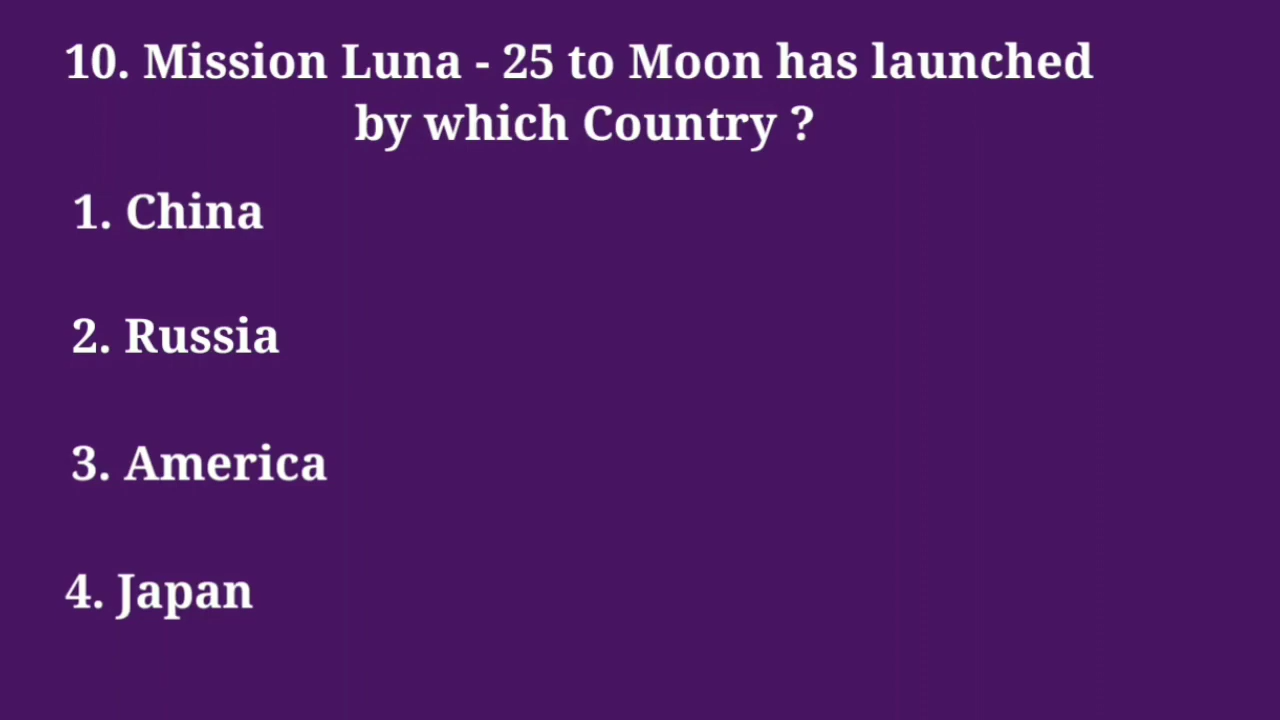 10. Mission Luna - 25 to Moon has launched
by which Country ?
1. China
2. Russia
3. America
4. Japan